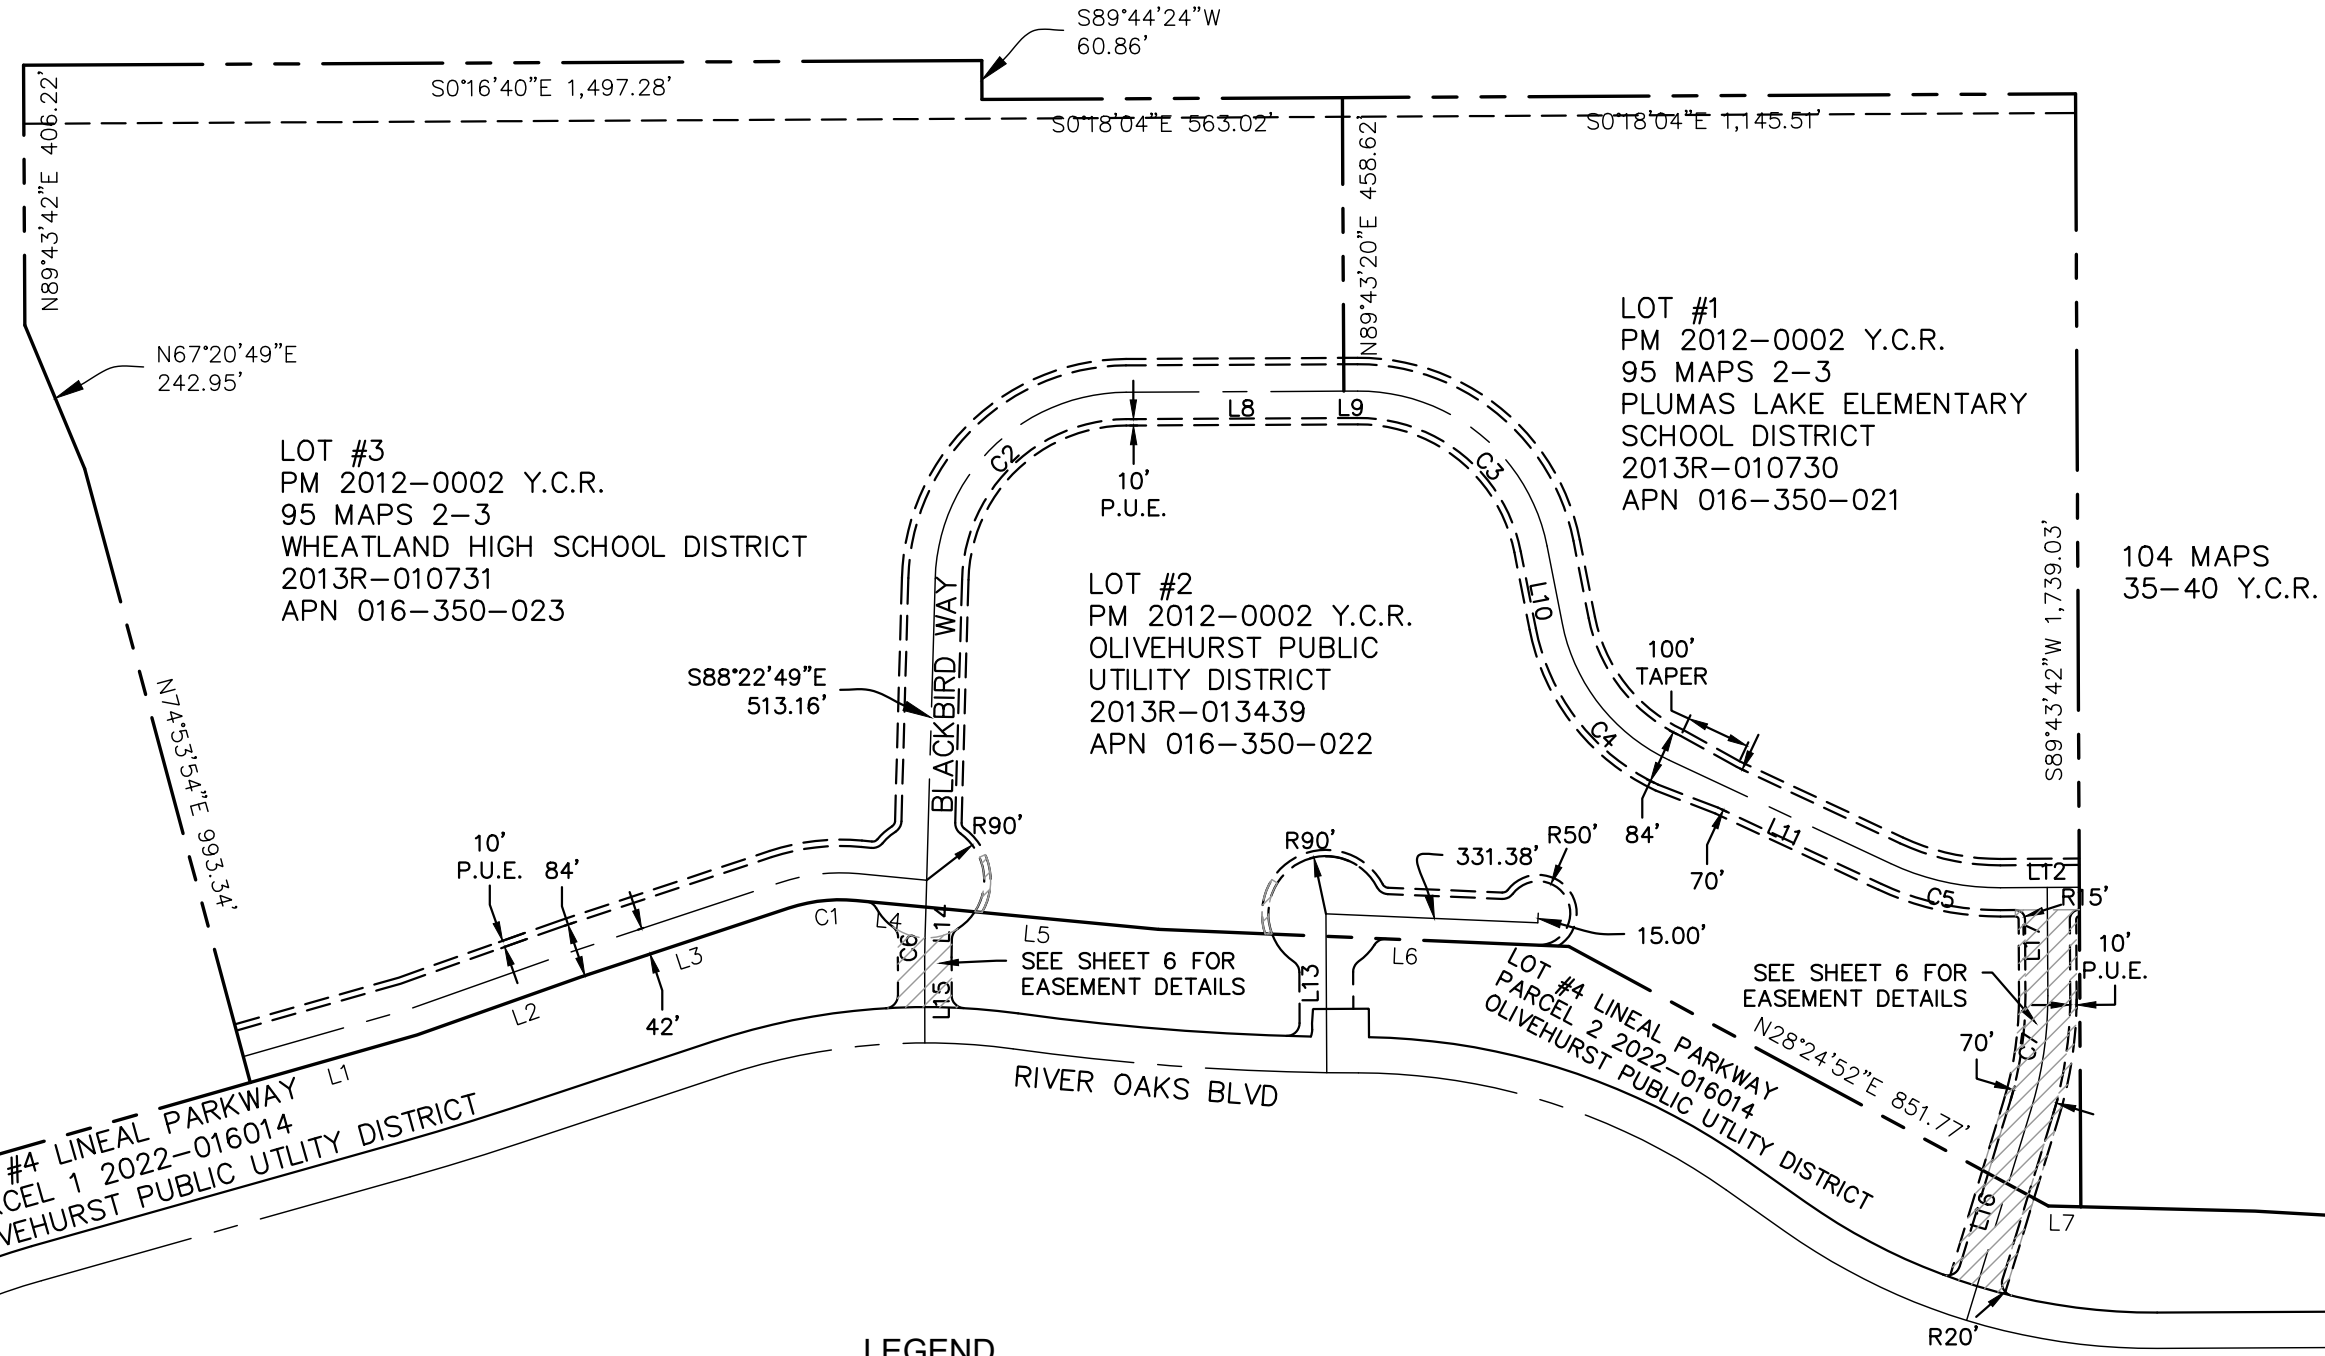 S89°44'24"W
60.86'
S0°16'40"E 1,497.28'
S0°18'04"E 563.02'
S0°18'04"E 1,145.51'
N89°43'42"E 406.22'
N89°43'20"E 458.62'
N67°20'49"E
242.95'
LOT #1
PM 2012-0002 Y.C.R.
95 MAPS 2-3
PLUMAS LAKE ELEMENTARY
SCHOOL DISTRICT
2013R-010730
APN 016-350-021
LOT #3
PM 2012-0002 Y.C.R.
95 MAPS 2-3
WHEATLAND HIGH SCHOOL DISTRICT
2013R-010731
APN 016-350-023
L8
L9
C2
C3
10'
P.U.E.
LOT #2
PM 2012-0002 Y.C.R.
OLIVEHURST PUBLIC
UTILITY DISTRICT
2013R-013439
APN 016-350-022
104 MAPS
35-40 Y.C.R.
S89°43'42"W 1,739.03'
L10
100'
TAPER
S88°22'49"E
513.16'
BLACKBIRD WAY
N74°53'54"E 993.34'
C4
84'
70'
L11
L12
C5
R15'
R90'
R90'
R50'
331.38'
15.00'
10'
P.U.E.
84'
C1
L4
L14
L5
L6
L3
L2
42'
L1
C6
L15
L13
SEE SHEET 6 FOR
EASEMENT DETAILS
SEE SHEET 6 FOR
EASEMENT DETAILS
L17
10'
P.U.E.
70'
C7
LOT #4 LINEAL PARKWAY
PARCEL 2 2022-016014
OLIVEHURST PUBLIC UTLITY DISTRICT
N28°24'52"E 851.77'
RIVER OAKS BLVD
#4 LINEAL PARKWAY
RCEL 1 2022-016014
VEHURST PUBLIC UTLITY DISTRICT
L16
L7
R20'
LEGEND